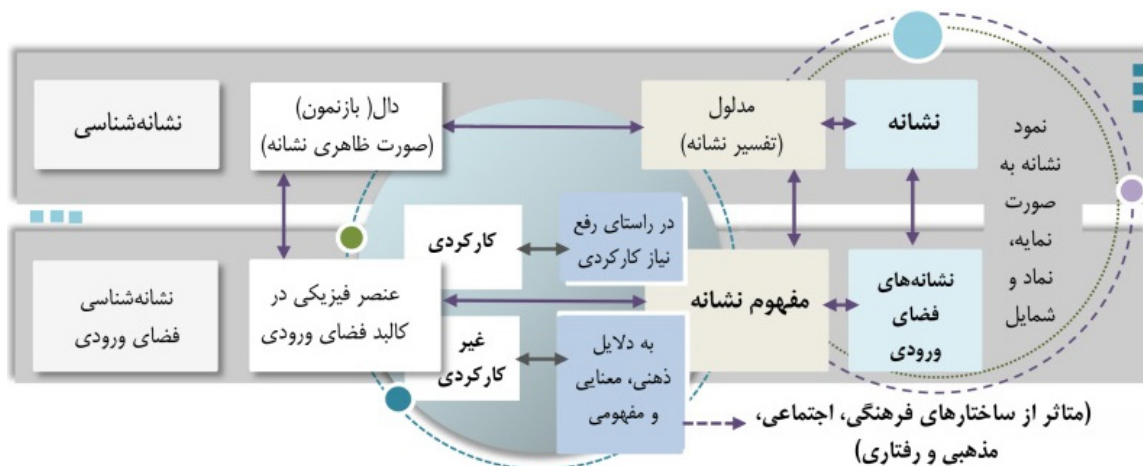 نشانه
مدلول
(تفسیر نشانه)
دال( بازنمون)
(صورت ظاهری نشانه)
نشانه‌شناسی
نمود
نشانه به
صورت
نمایه،
نماد و
شمایل
در راستای رفع
نیاز کارکردی
کارکردی
نشانه‌های
فضای
ورودی
مفهوم نشانه
عنصر فیزیکی در
کالبد فضای ورودی
نشانه‌شناسی
فضای ورودی
به دلایل
ذهنی، معنایی
و مفهومی
غیر
کارکردی
(متاثر از ساختارهای فرهنگی، اجتماعی،
مذهبی و رفتاری)